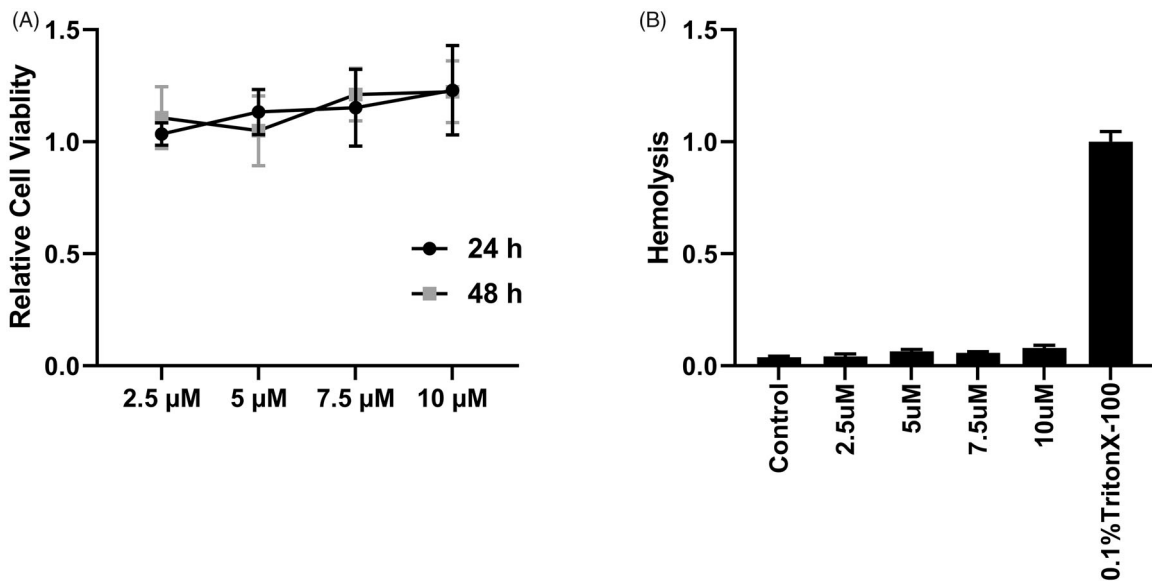 (A)
Relative Cell Viablity
1.5
1.0
0.5
0.0
2.5 µM 5 µM 7.5 µM 10 µM
24 h
48 h
(B)
Hemolysis
1.5
1.0
0.5
0.0
Control
2.5uM
5uM
7.5uM
10uM
0.1%TritonX-100